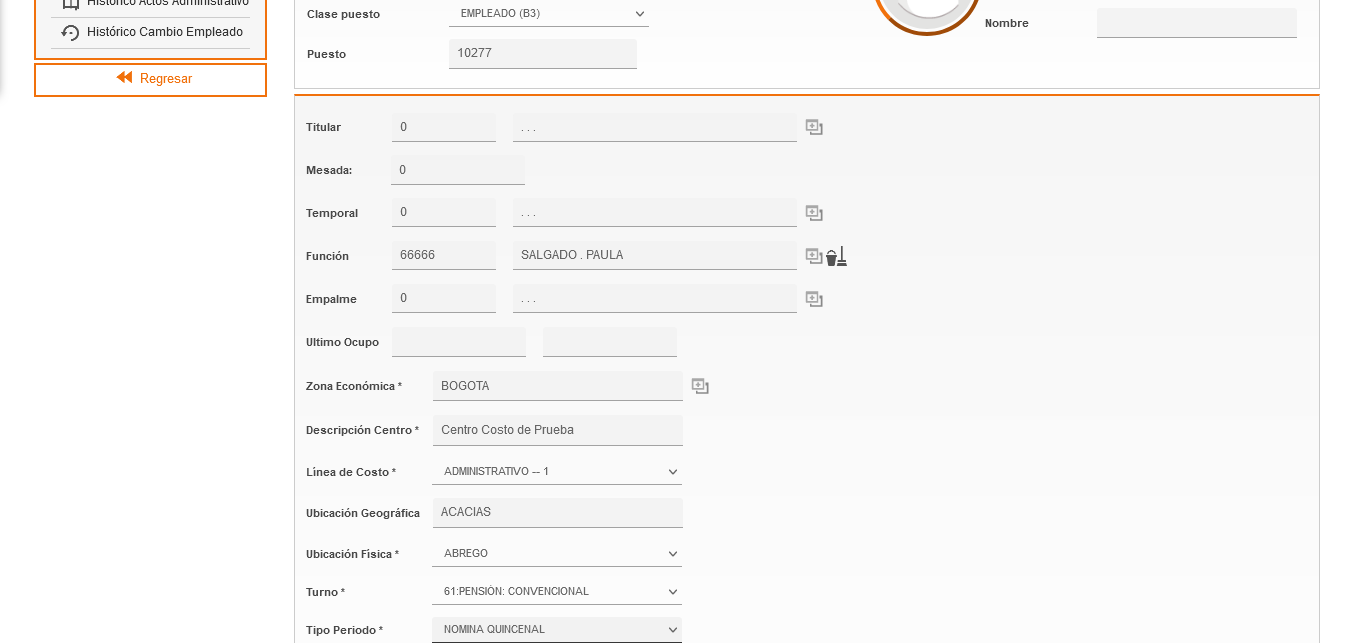 Histórico Actos Administrativo
Histórico Cambio Empleado
Regresar
Clase puesto EMPLEADO (B3)
Nombre
Puesto 10277
Titular 0 . . .
Mesada: 0
Temporal 0 . . .
Función 66666 SALGADO . PAULA
Empalme 0 . . .
Ultimo Ocupo
Zona Económica * BOGOTA
Descripción Centro * Centro Costo de Prueba
Línea de Costo * ADMINISTRATIVO -- 1
Ubicación Geográfica ACACIAS
Ubicación Física * ABREGO
Turno * 61:PENSIÓN: CONVENCIONAL
Tipo Periodo * NOMINA QUINCENAL